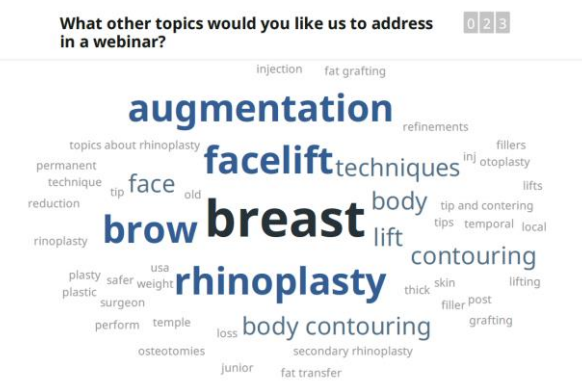 What other topics would you like us to address
in a webinar?
0 2 3
injection fat grafting
augmentation
refinements
topics about rhinoplasty facelift techniques inj fillers
otoplasty
permanent
technique tip face old lifts
reduction breast body tip and contering
brow tips temporal local
rinoplasty lift
contouring
usa
plasty safer weight rhinoplasty thick skin lifting
plastic
surgeon filler post
perform temple loss body contouring grafting
osteotomies secondary rhinoplasty
junior fat transfer